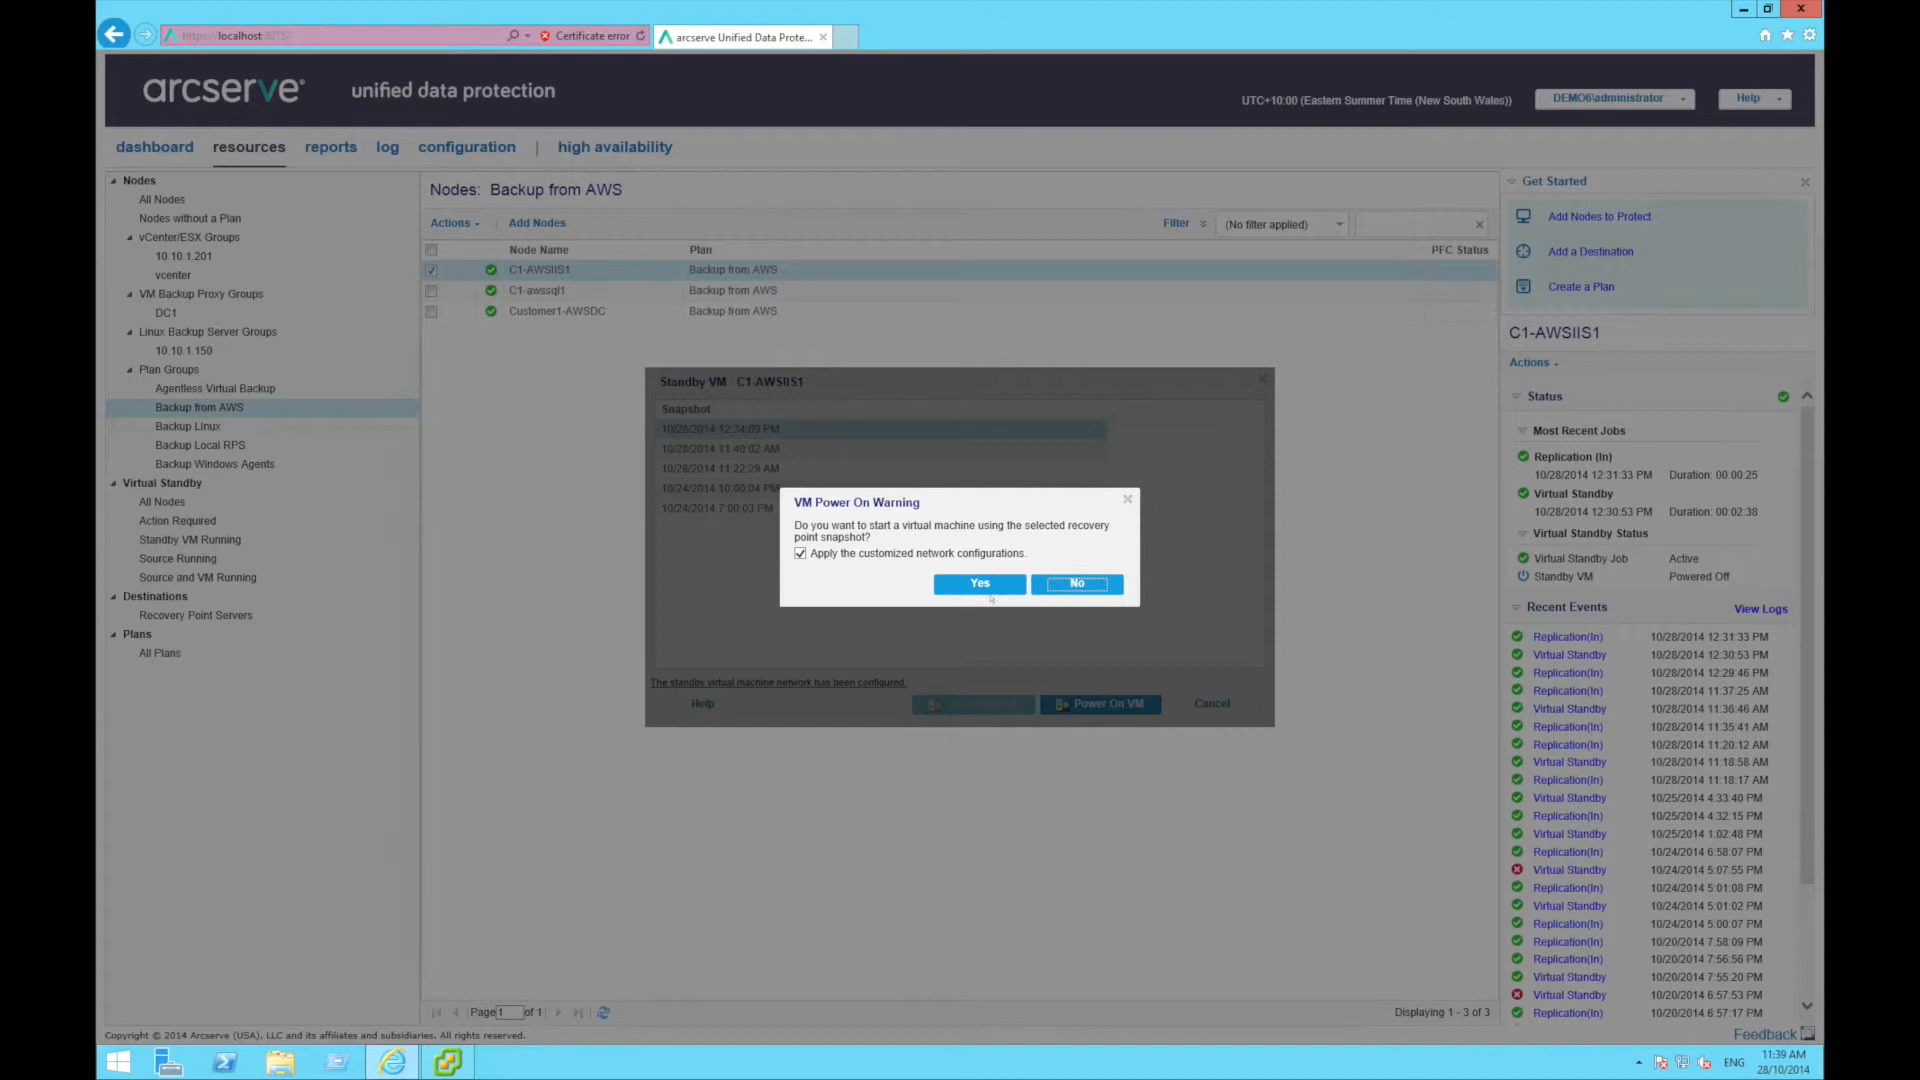 https://localhost:8015/
Certificate error
arcserve Unified Data Prote...
arcserve®
unified data protection
UTC+10:00 (Eastern Summer Time (New South Wales))
DEMO6\administrator
Help
dashboard
resources
reports
log
configuration
|
high availability
Nodes
All Nodes
Nodes without a Plan
vCenter/ESX Groups
10.10.1.201
vcenter
VM Backup Proxy Groups
DC1
Linux Backup Server Groups
10.10.1.150
Plan Groups
Agentless Virtual Backup
Backup from AWS
Backup LInux
Backup Local RPS
Backup Windows Agents
Virtual Standby
All Nodes
Action Required
Standby VM Running
Source Running
Source and VM Running
Destinations
Recovery Point Servers
Plans
All Plans
Nodes: Backup from AWS
Actions
Add Nodes
Filter
(No filter applied)
Node Name Plan PFC Status
C1-AWSIIS1 Backup from AWS
C1-awssql1 Backup from AWS
Customer1-AWSDC Backup from AWS
Standby VM - C1-AWSIIS1
Snapshot
10/28/2014 12:34:09 PM
10/28/2014 11:40:02 AM
10/28/2014 11:22:29 AM
10/24/2014 10:00:04 PM
10/24/2014 7:00:03 PM
VM Power On Warning
Do you want to start a virtual machine using the selected recovery
point snapshot?
Apply the customized network configurations.
Yes
No
The standby virtual machine network has been configured.
Help
Power On VM
Cancel
Page 1 of 1
Displaying 1 - 3 of 3
Get Started
Add Nodes to Protect
Add a Destination
Create a Plan
C1-AWSIIS1
Actions
Status
Most Recent Jobs
Replication (In)
10/28/2014 12:31:33 PM Duration: 00:00:25
Virtual Standby
10/28/2014 12:30:53 PM Duration: 00:02:38
Virtual Standby Status
Virtual Standby Job Active
Standby VM Powered Off
Recent Events View Logs
Replication(In) 10/28/2014 12:31:33 PM
Virtual Standby 10/28/2014 12:30:53 PM
Replication(In) 10/28/2014 12:29:46 PM
Replication(In) 10/28/2014 11:37:25 AM
Virtual Standby 10/28/2014 11:36:46 AM
Replication(In) 10/28/2014 11:35:41 AM
Replication(In) 10/28/2014 11:20:12 AM
Virtual Standby 10/28/2014 11:18:58 AM
Replication(In) 10/28/2014 11:18:17 AM
Virtual Standby 10/25/2014 4:33:40 PM
Replication(In) 10/25/2014 4:32:15 PM
Virtual Standby 10/25/2014 1:02:48 PM
Replication(In) 10/24/2014 6:58:07 PM
Virtual Standby 10/24/2014 5:07:55 PM
Replication(In) 10/24/2014 5:01:08 PM
Virtual Standby 10/24/2014 5:01:02 PM
Replication(In) 10/24/2014 5:00:07 PM
Replication(In) 10/20/2014 7:58:09 PM
Replication(In) 10/20/2014 7:56:56 PM
Virtual Standby 10/20/2014 7:55:20 PM
Virtual Standby 10/20/2014 6:57:53 PM
Replication(In) 10/20/2014 6:57:17 PM
Copyright © 2014 Arcserve (USA), LLC and its affiliates and subsidiaries. All rights reserved.
Feedback
ENG
11:39 AM
28/10/2014